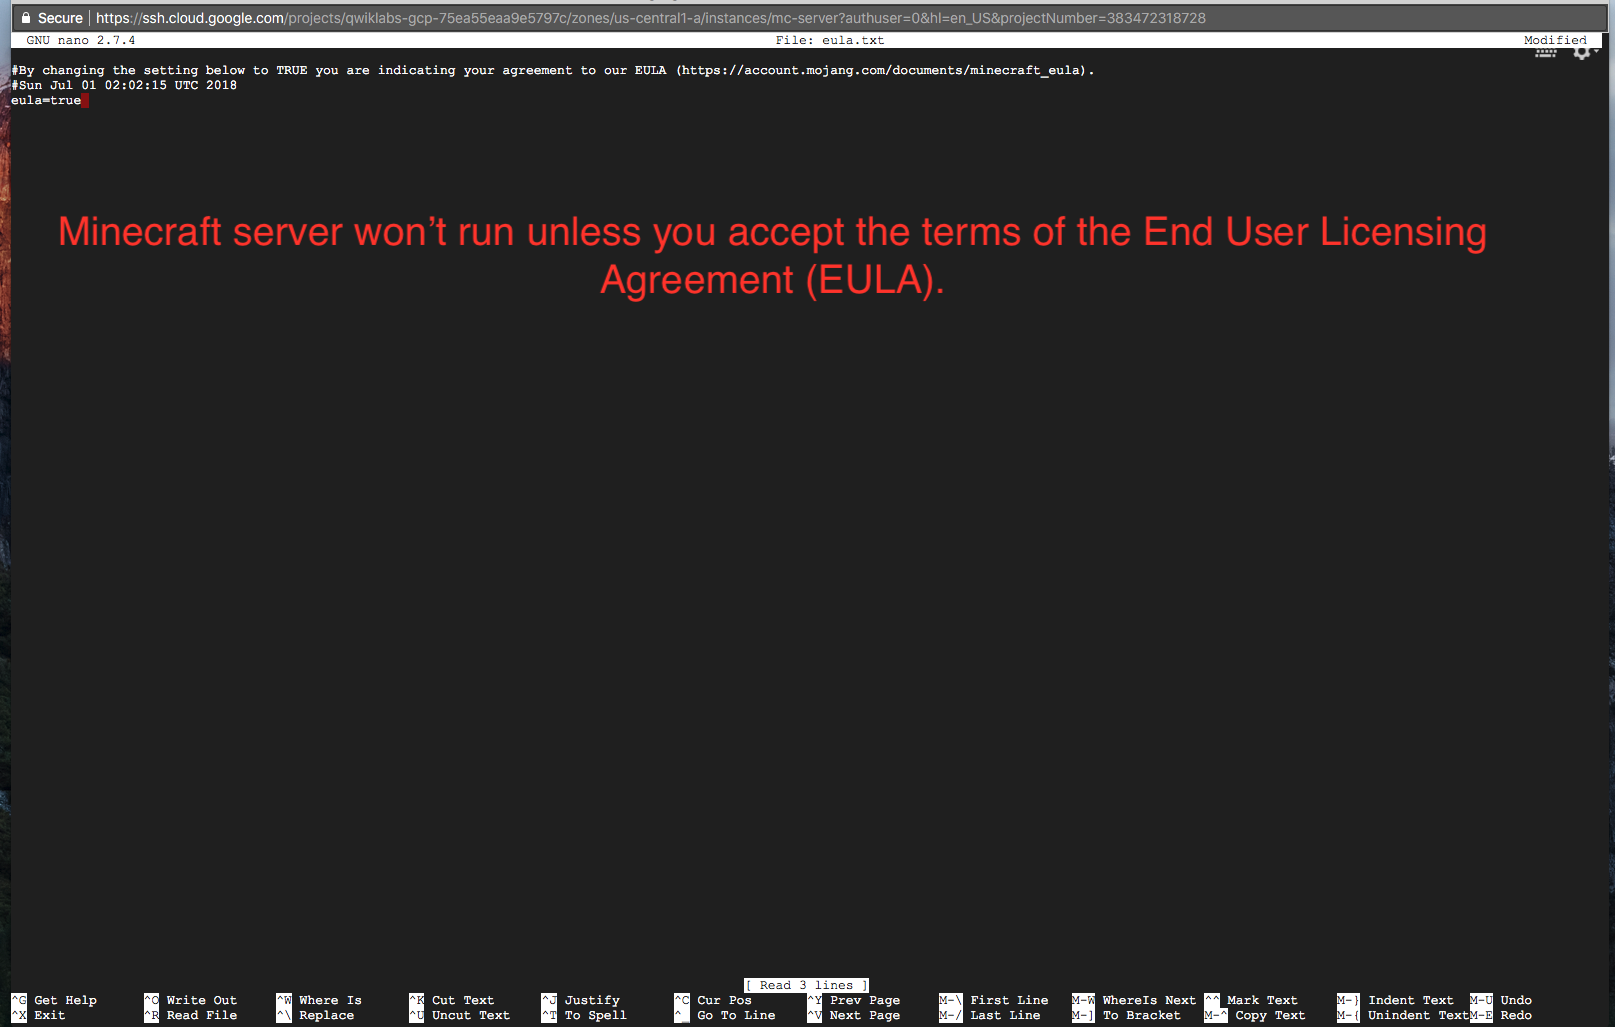 Secure | https://ssh.cloud.google.com/projects/qwiklabs-gcp-75ea55eaa9e5797c/zones/us-central1-a/instances/mc-server?authuser=0&hl=en_US&projectNumber=383472318728
GNU nano 2.7.4 File: eula.txt Modified
#By changing the setting below to TRUE you are indicating your agreement to our EULA (https://account.mojang.com/documents/minecraft_eula).
#Sun Jul 01 02:02:15 UTC 2018
eula=true
Minecraft server won’t run unless you accept the terms of the End User Licensing
Agreement (EULA).
[ Read 3 lines ]
^G Get Help ^O Write Out ^W Where Is ^K Cut Text ^J Justify ^C Cur Pos ^Y Prev Page M-\ First Line M-W WhereIs Next ^^ Mark Text M-} Indent Text M-U Undo
^X Exit ^R Read File ^\ Replace ^U Uncut Text ^T To Spell ^_ Go To Line ^V Next Page M-/ Last Line M-] To Bracket M-^ Copy Text M-{ Unindent Text M-E Redo